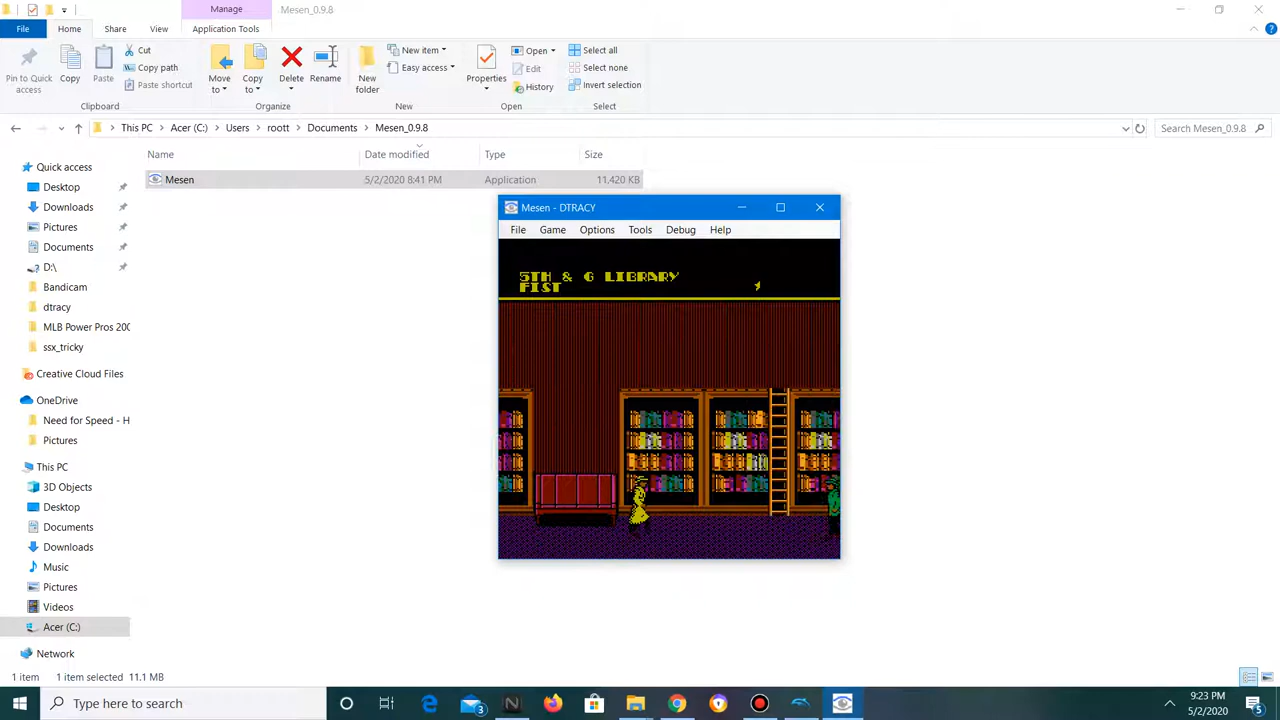 Manage
Mesen_0.9.8
File
Home
Share
View
Application Tools
Pin to Quick access
Copy
Paste
Cut
Copy path
Paste shortcut
Clipboard
Move to
Copy to
Delete
Rename
Organize
New folder
New item
Easy access
New
Properties
Open
Edit
History
Open
Select all
Select none
Invert selection
Select
This PC
Acer (C:)
Users
roott
Documents
Mesen_0.9.8
Search Mesen_0.9.8
Name
Date modified
Type
Size
Mesen
5/2/2020 8:41 PM
Application
11,420 KB
Quick access
Desktop
Downloads
Pictures
Documents
D:\
Bandicam
dtracy
MLB Power Pros 200
ssx_tricky
Creative Cloud Files
OneDrive
Need for Speed - H
Pictures
This PC
3D Objects
Desktop
Documents
Downloads
Music
Pictures
Videos
Acer (C:)
Network
Mesen - DTRACY
File Game Options Tools Debug Help
5TH & G LIBRARY
FIST
1 item
1 item selected 11.1 MB
Type here to search
3
9:23 PM
5/2/2020
5